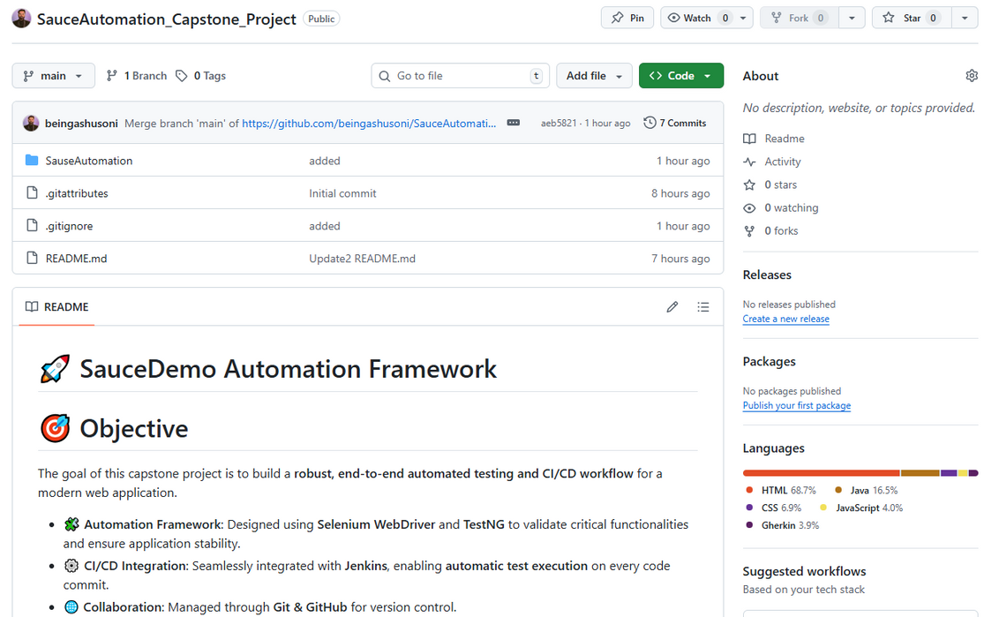 SauceAutomation_Capstone_Project Public Pin Watch 0 Fork 0 Star 0
main 1 Branch 0 Tags Go to file t Add file Code
beingashusoni Merge branch 'main' of https://github.com/beingashusoni/SauceAutomati... aeb5821 · 1 hour ago 7 Commits
SauseAutomation added 1 hour ago
.gitattributes Initial commit 8 hours ago
.gitignore added 1 hour ago
README.md Update2 README.md 7 hours ago
README
🚀 SauceDemo Automation Framework
🎯 Objective
The goal of this capstone project is to build a robust, end-to-end automated testing and CI/CD workflow for a
modern web application.
• 🧩 Automation Framework: Designed using Selenium WebDriver and TestNG to validate critical functionalities
and ensure application stability.
• ⚙️ CI/CD Integration: Seamlessly integrated with Jenkins, enabling automatic test execution on every code
commit.
• 🌐 Collaboration: Managed through Git & GitHub for version control.
About
No description, website, or topics provided.
Readme
Activity
0 stars
0 watching
0 forks
Releases
No releases published
Create a new release
Packages
No packages published
Publish your first package
Languages
HTML 68.7% Java 16.5%
CSS 6.9% JavaScript 4.0%
Gherkin 3.9%
Suggested workflows
Based on your tech stack